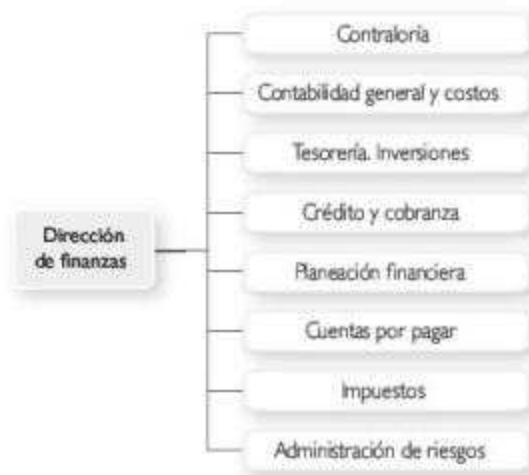 Contraloría
Contabilidad general y costos
Tesorería. Inversiones
Crédito y cobranza
Dirección
de finanzas
Planeación financiera
Cuentas por pagar
Impuestos
Administración de riesgos